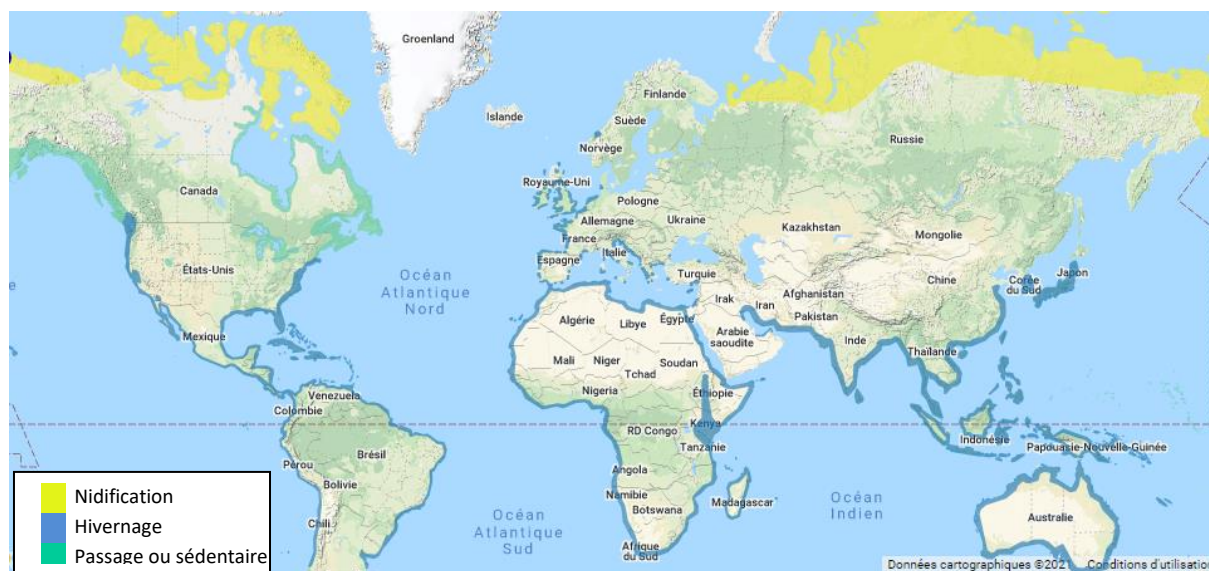 Groenland
Islande
Finlande
Suède
Norvège
Russie
Canada
Royaume-Uni
Pologne
Allemagne
Ukraine
Kazakhstan
Mongolie
France
Italie
Espagne
Turquie
États-Unis
Océan
Atlantique
Nord
Chine
Corée
du Sud
Japon
Irak
Iran
Afghanistan
Pakistan
Algérie
Libye
Égypte
Arabie
saoudite
Inde
Mexique
Mali
Niger
Tchad
Soudan
Thaïlande
Nigeria
Éthiopie
Venezuela
Colombie
RD Congo
Kenya
Tanzanie
Indonésie
Papouasie-Nouvelle-Guinée
Pérou
Brésil
Bolivie
Angola
Namibie
Botswana
Madagascar
Océan
Indien
Australie
Chili
Océan
Atlantique
Sud
Afrique
du Sud
Nidification
Hivernage
Passage ou sédentaire
Données cartographiques ©2021
Conditions d'utilisation